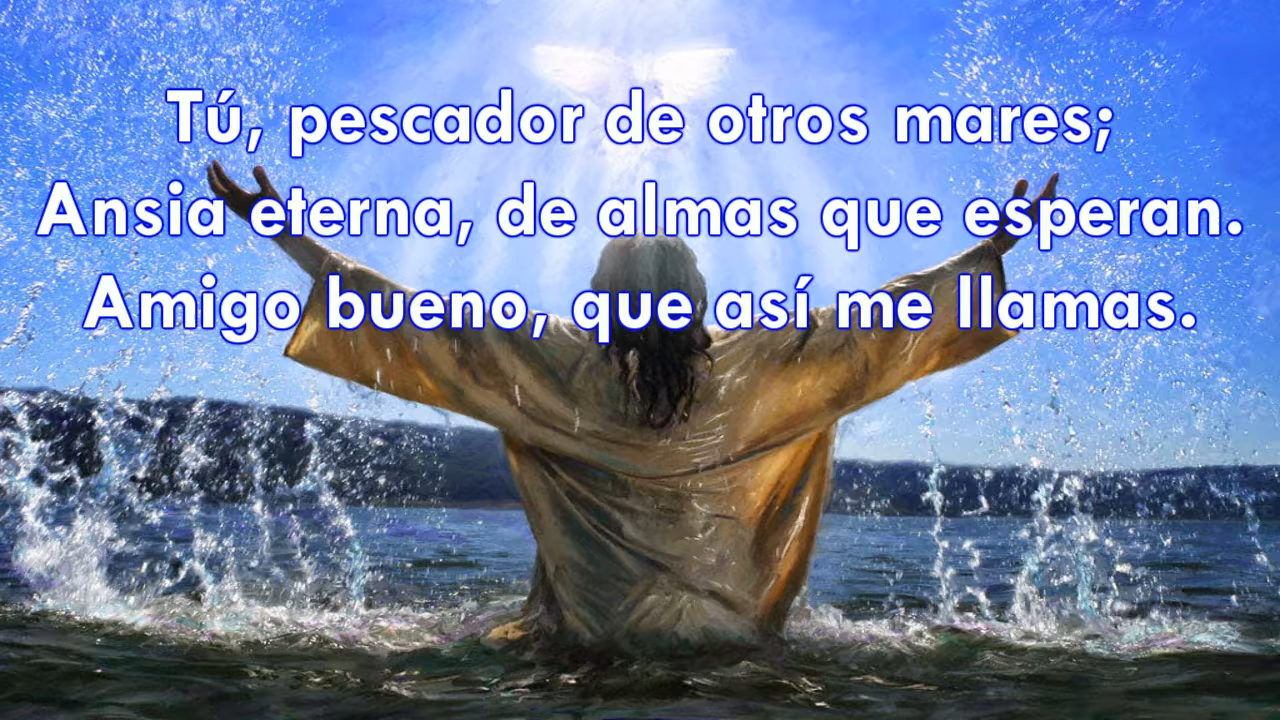 Tú, pescador de otros mares;
Ansia eterna, de almas que esperan.
Amigo bueno, que así me llamas.